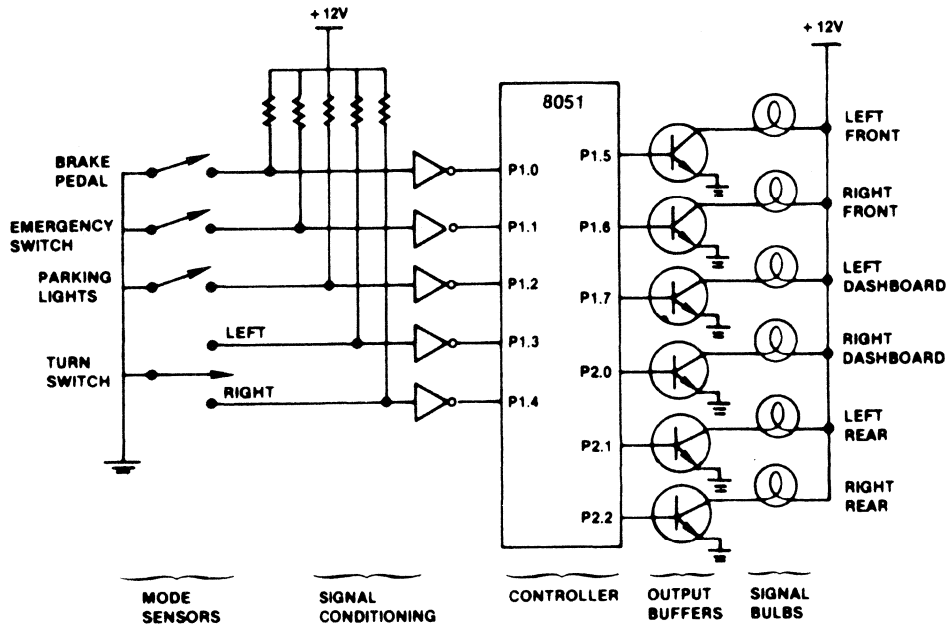 + 12V
+ 12V
8051
BRAKE
PEDAL
EMERGENCY
SWITCH
PARKING
LIGHTS
TURN
SWITCH
LEFT
RIGHT
P1.0
P1.1
P1.2
P1.3
P1.4
P1.5
P1.6
P1.7
P2.0
P2.1
P2.2
LEFT
FRONT
RIGHT
FRONT
LEFT
DASHBOARD
RIGHT
DASHBOARD
LEFT
REAR
RIGHT
REAR
MODE
SENSORS
SIGNAL
CONDITIONING
CONTROLLER
OUTPUT
BUFFERS
SIGNAL
BULBS